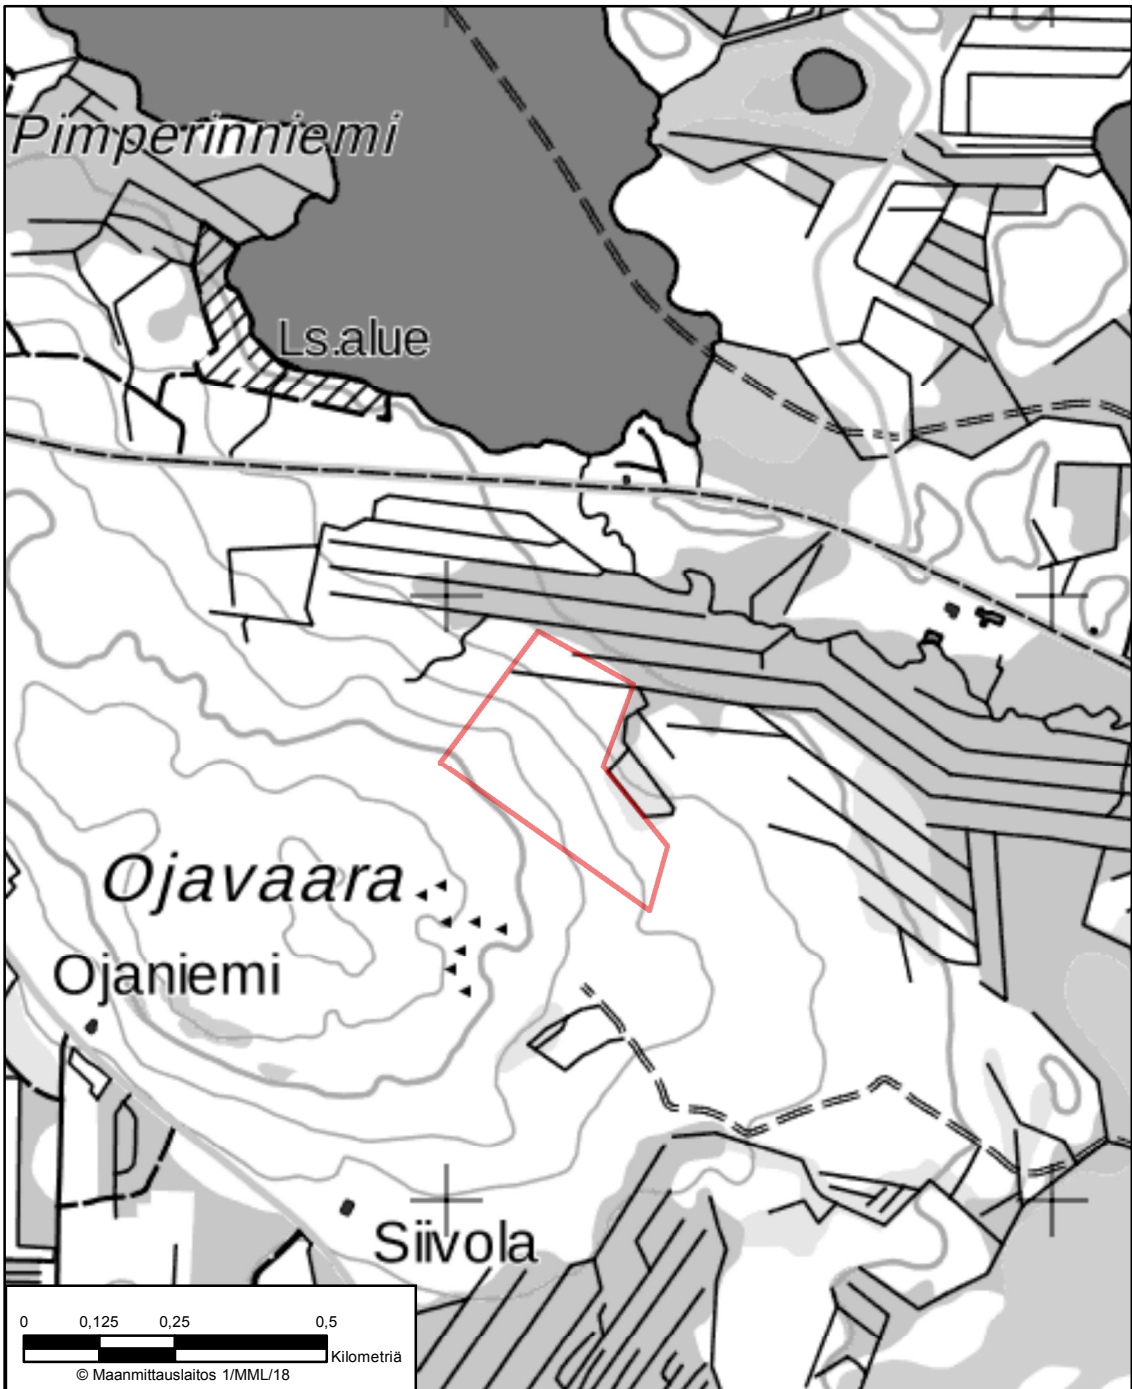 Pimperinniemi
Ls.alue
Ojavaara
Ojaniemi
Siivola
0 0,125 0,25 0,5
Kilometriä
© Maanmittauslaitos 1/MML/18